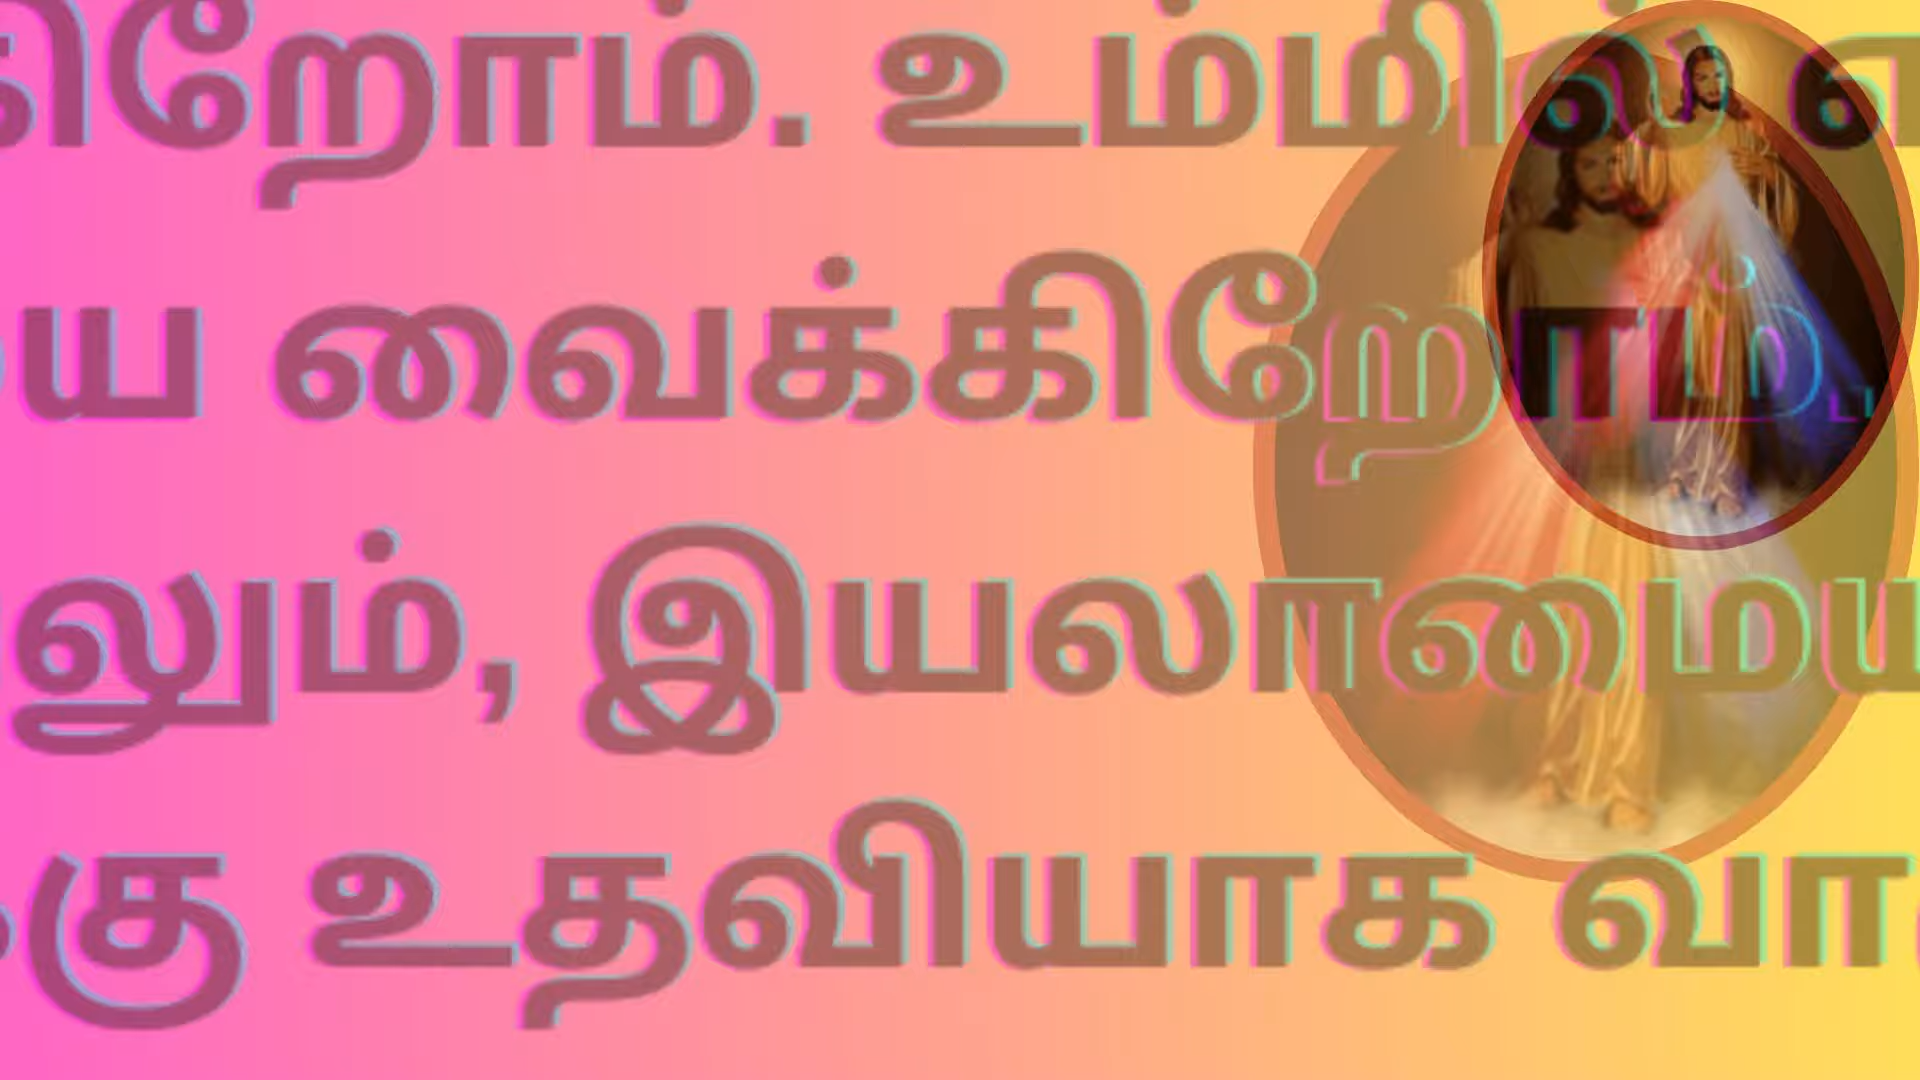 கிறோம். உம்மில் எ
ய வைக்கிறோம்.
லும், இயலாமைய
கு உதவியாக வா